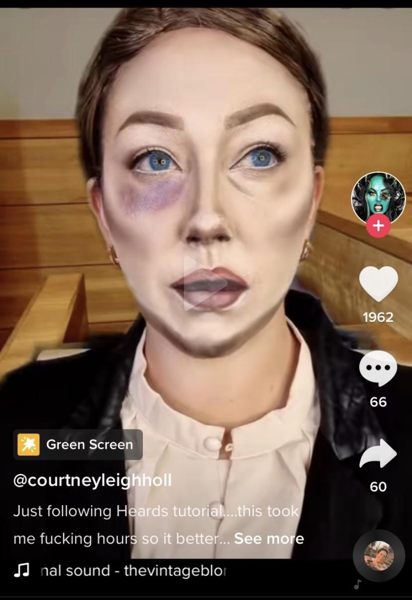 1962
66
60
Green Screen
@courtneyleighholl
Just following Heards tutorial....this took
me fucking hours so it better... See more
nal sound - thevintageblo